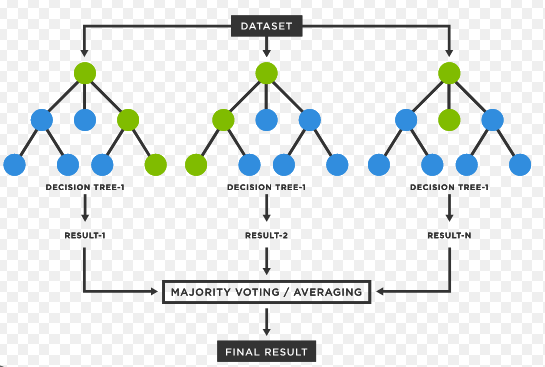 DATASET
DECISION TREE-1
DECISION TREE-1
DECISION TREE-1
RESULT-1
RESULT-2
RESULT-N
MAJORITY VOTING / AVERAGING
FINAL RESULT